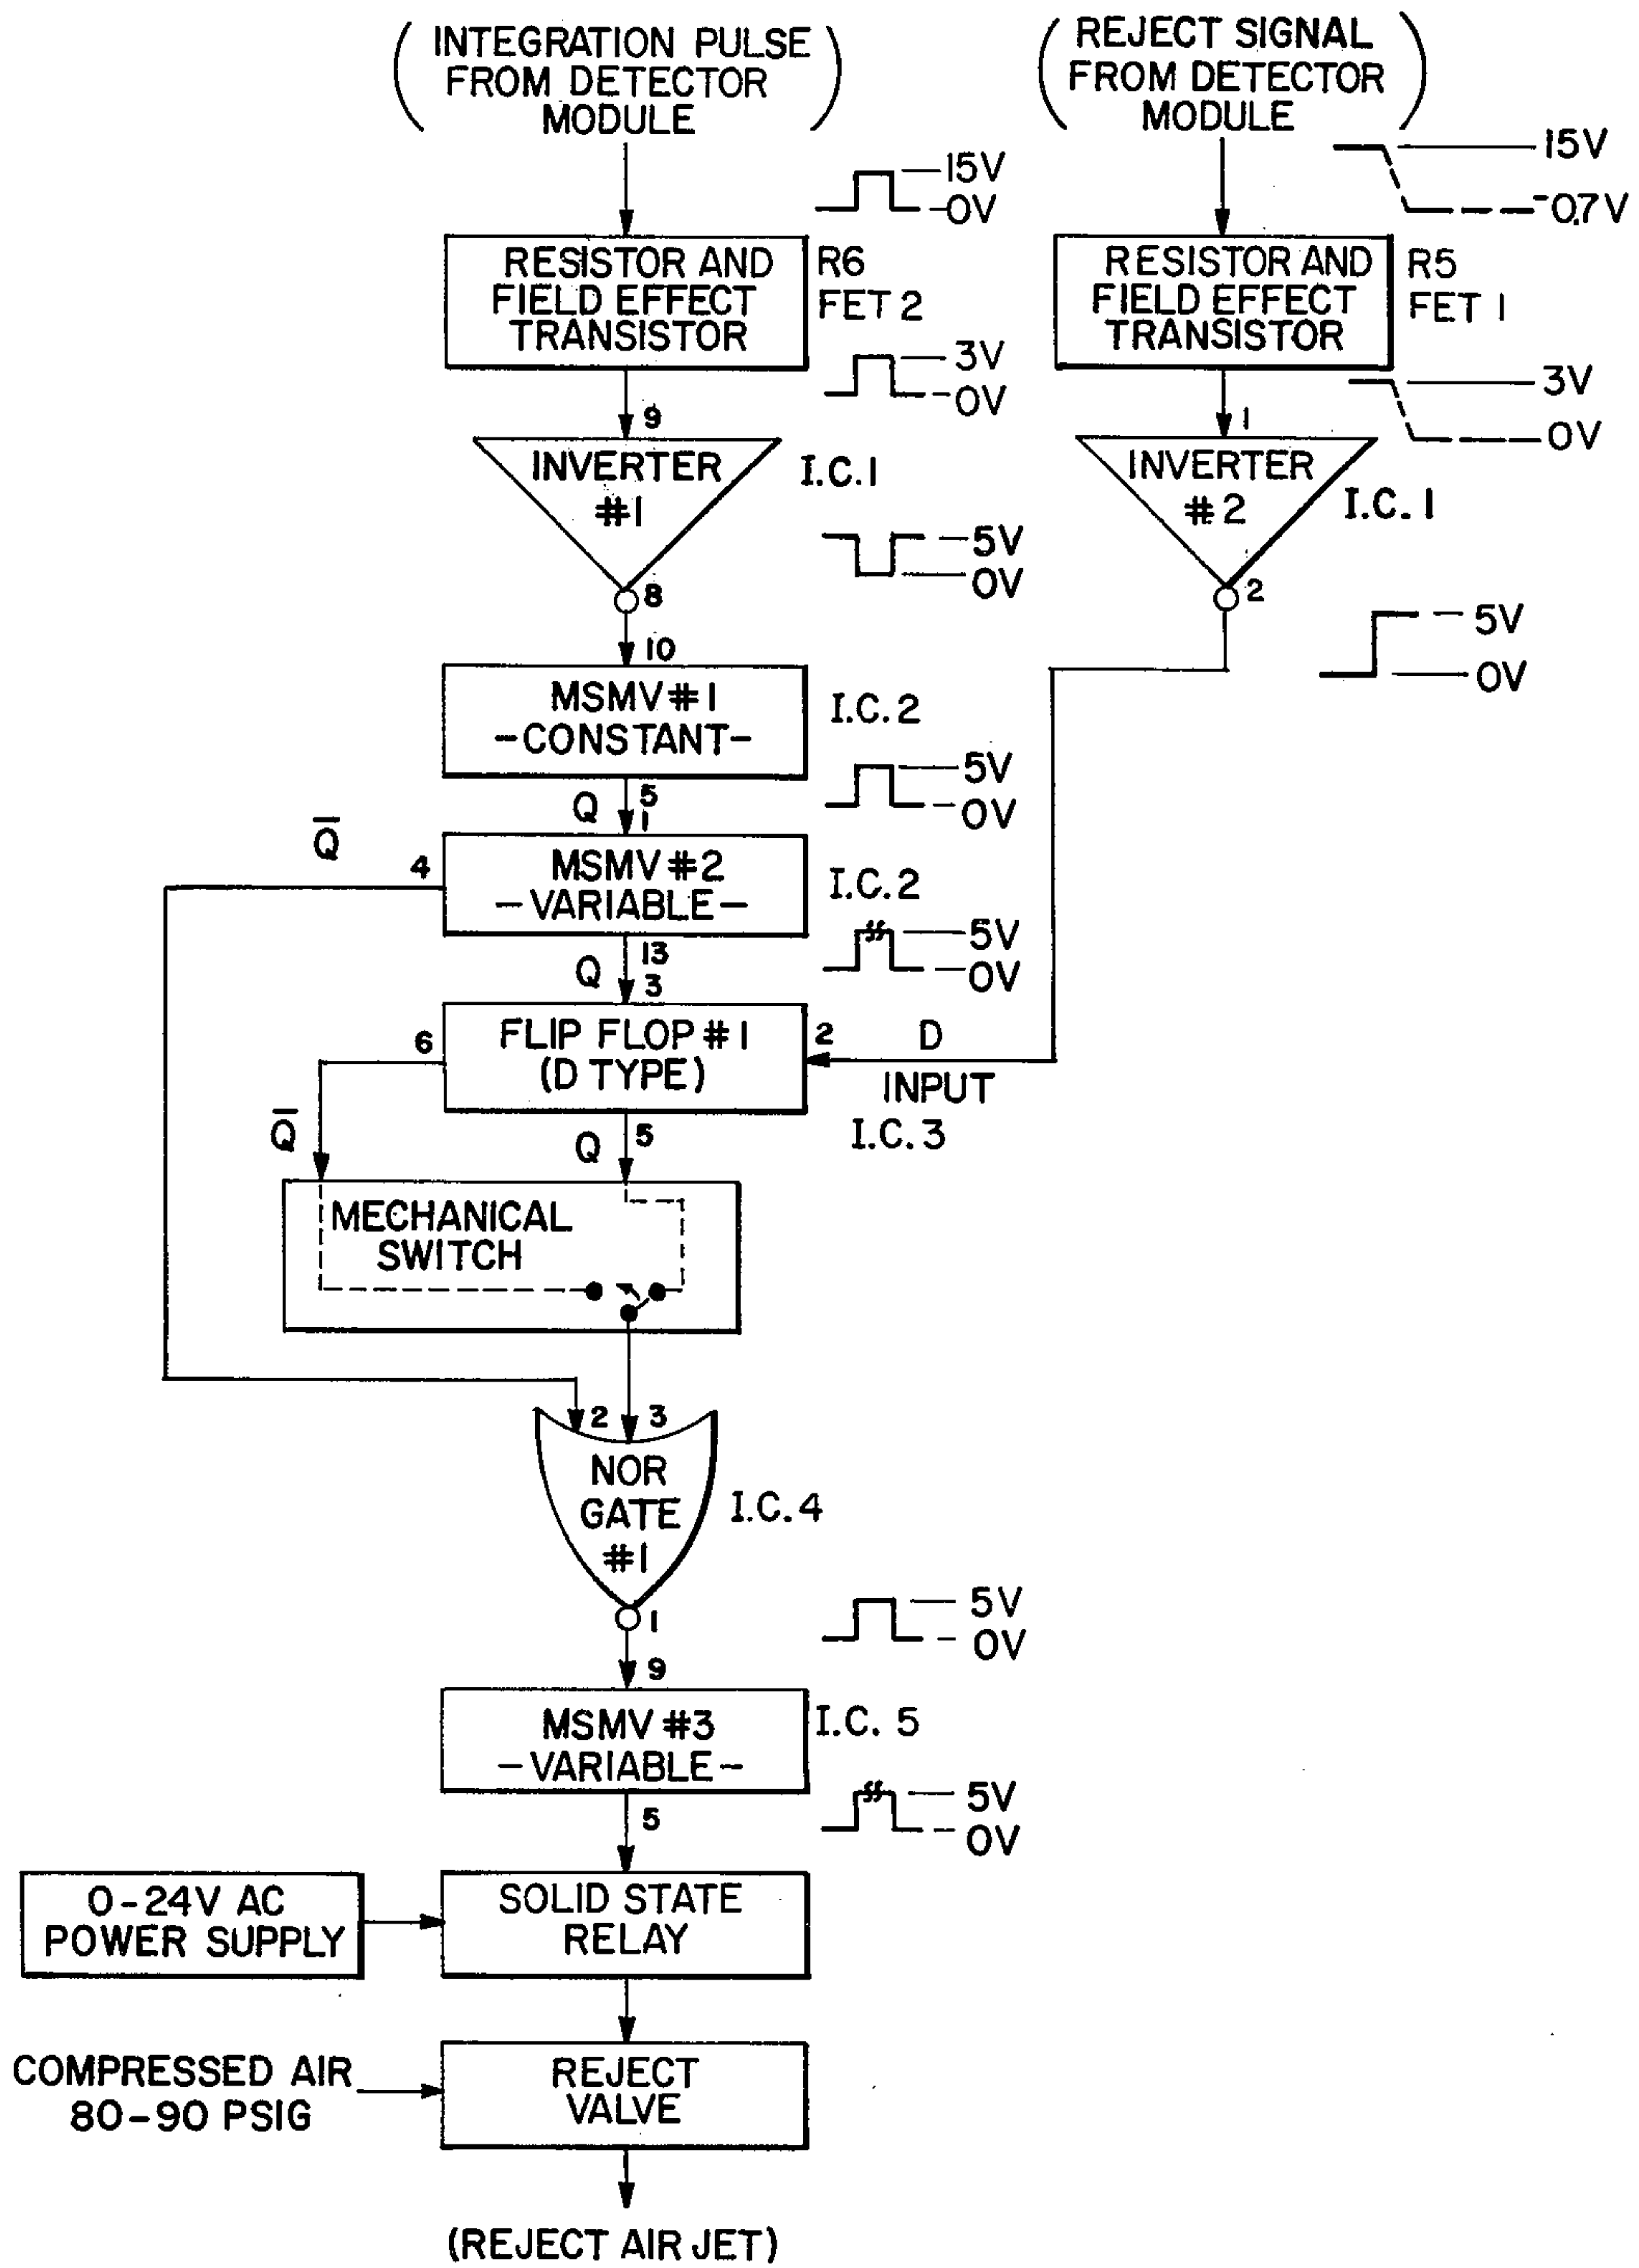 (INTEGRATION PULSE
FROM DETECTOR
MODULE)
(REJECT SIGNAL
FROM DETECTOR
MODULE)
15V
0V
15V
-0.7V
RESISTOR AND
FIELD EFFECT
TRANSISTOR
R6
FET 2
RESISTOR AND
FIELD EFFECT
TRANSISTOR
R5
FET 1
3V
0V
3V
0V
9
INVERTER
#1
I.C.1
1
INVERTER
#2
I.C.1
5V
0V
8
2
5V
0V
10
MSMV #1
-CONSTANT-
I.C.2
5V
0V
Q
5
1
Q̅
4
MSMV #2
-VARIABLE-
I.C.2
5V
0V
Q
13
3
6
FLIP FLOP #1
(D TYPE)
2
D
INPUT
I.C.3
Q̅
Q
5
MECHANICAL
SWITCH
2
3
NOR
GATE
#1
I.C.4
5V
0V
1
9
MSMV #3
-VARIABLE-
I.C. 5
5V
0V
5
0-24V AC
POWER SUPPLY
SOLID STATE
RELAY
COMPRESSED AIR
80-90 PSIG
REJECT
VALVE
(REJECT AIR JET)